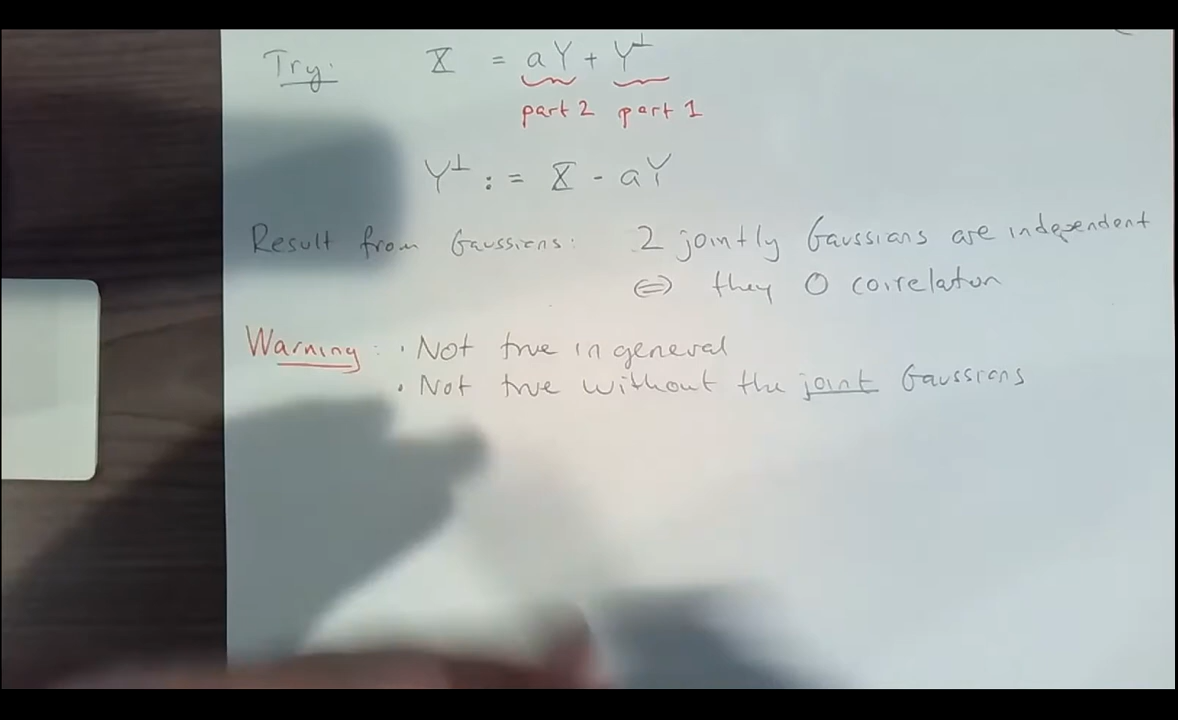 Try: X = aY + Y⊥
part 2 part 1
Y⊥ := X - aY
Result from Gaussians: 2 jointly Gaussians are independent
⇔ they 0 correlation
Warning: · Not true in general
· Not true without the joint Gaussians